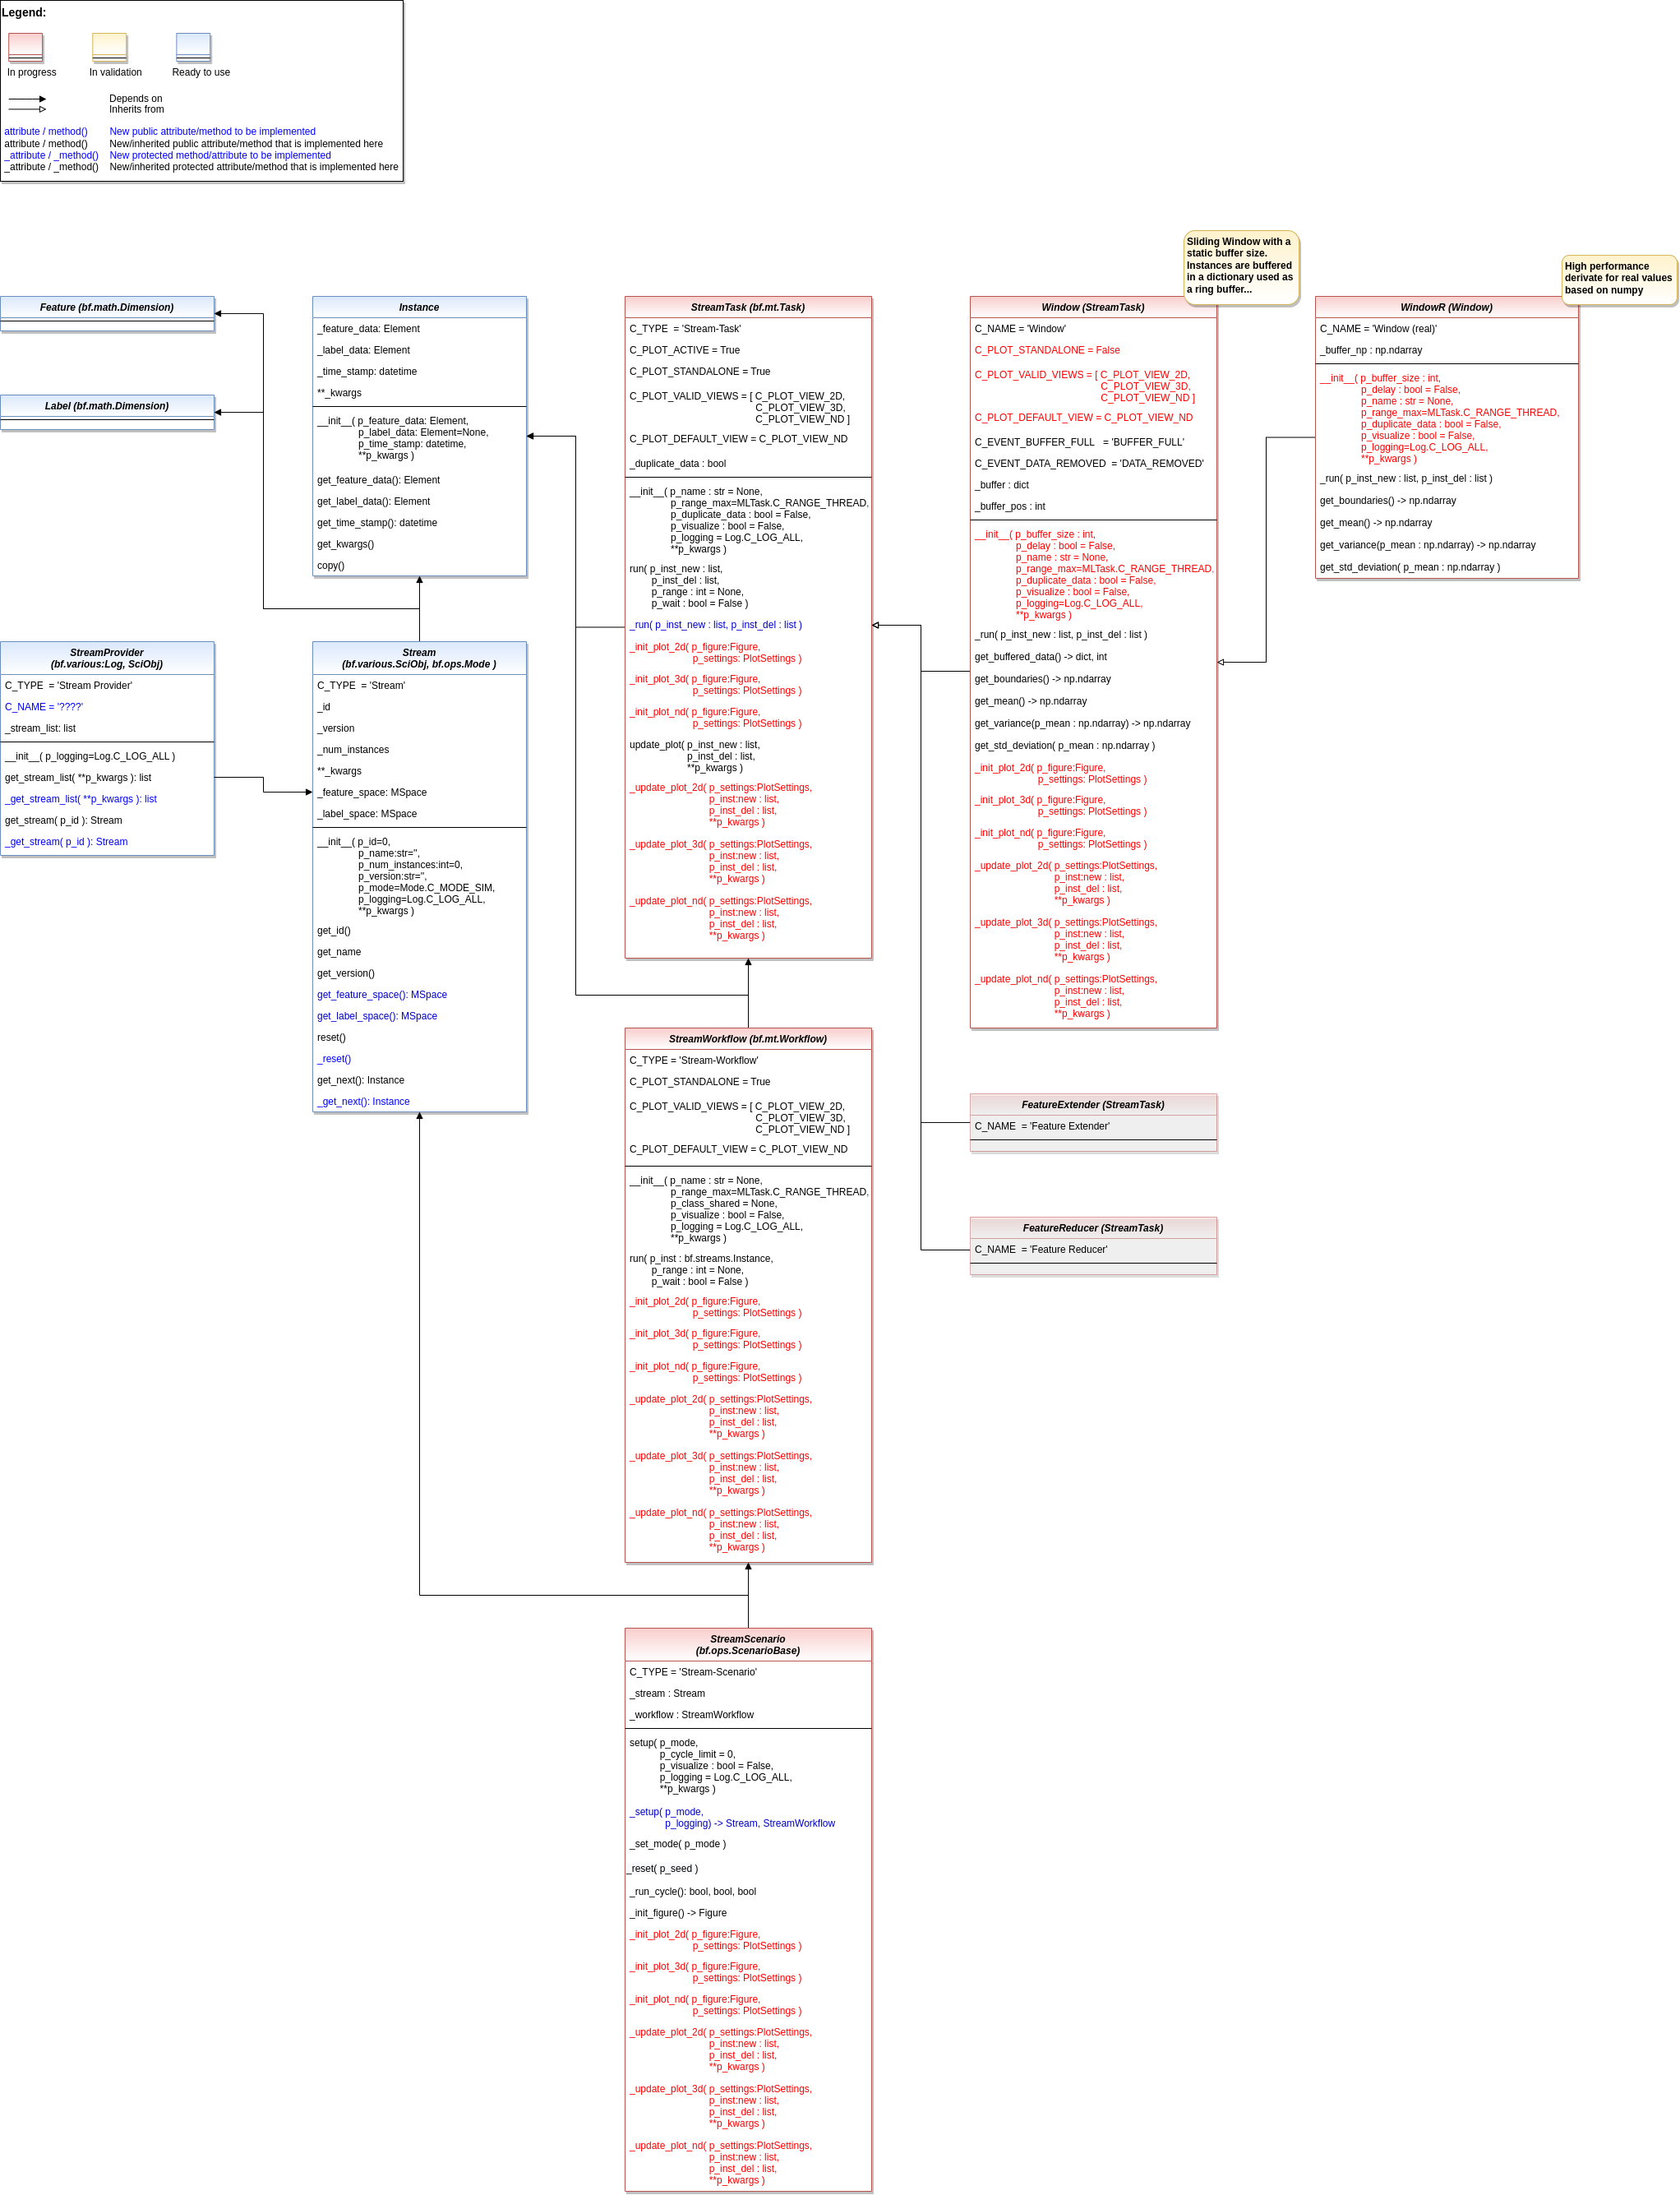 Legend:
In progress
In validation
Ready to use
Depends on
Inherits from
attribute / method() New public attribute/method to be implemented
attribute / method() New/inherited public attribute/method that is implemented here
_attribute / _method() New protected method/attribute to be implemented
_attribute / _method() New/inherited protected attribute/method that is implemented here
Sliding Window with a
static buffer size.
Instances are buffered
in a dictionary used as
a ring buffer...
High performance
derivate for real values
based on numpy
Feature (bf.math.Dimension)
Label (bf.math.Dimension)
Instance
_feature_data: Element
_label_data: Element
_time_stamp: datetime
**_kwargs
__init__( p_feature_data: Element,
p_label_data: Element=None,
p_time_stamp: datetime,
**p_kwargs )
get_feature_data(): Element
get_label_data(): Element
get_time_stamp(): datetime
get_kwargs()
copy()
StreamProvider
(bf.various:Log, SciObj)
C_TYPE = 'Stream Provider'
C_NAME = '????'
_stream_list: list
__init__( p_logging=Log.C_LOG_ALL )
get_stream_list( **p_kwargs ): list
_get_stream_list( **p_kwargs ): list
get_stream( p_id ): Stream
_get_stream( p_id ): Stream
Stream
(bf.various.SciObj, bf.ops.Mode )
C_TYPE = 'Stream'
_id
_version
_num_instances
**_kwargs
_feature_space: MSpace
_label_space: MSpace
__init__( p_id=0,
p_name:str='',
p_num_instances:int=0,
p_version:str='',
p_mode=Mode.C_MODE_SIM,
p_logging=Log.C_LOG_ALL,
**p_kwargs )
get_id()
get_name
get_version()
get_feature_space(): MSpace
get_label_space(): MSpace
reset()
_reset()
get_next(): Instance
_get_next(): Instance
StreamTask (bf.mt.Task)
C_TYPE = 'Stream-Task'
C_PLOT_ACTIVE = True
C_PLOT_STANDALONE = True
C_PLOT_VALID_VIEWS = [ C_PLOT_VIEW_2D,
C_PLOT_VIEW_3D,
C_PLOT_VIEW_ND ]
C_PLOT_DEFAULT_VIEW = C_PLOT_VIEW_ND
_duplicate_data : bool
__init__( p_name : str = None,
p_range_max=MLTask.C_RANGE_THREAD,
p_duplicate_data : bool = False,
p_visualize : bool = False,
p_logging = Log.C_LOG_ALL,
**p_kwargs )
run( p_inst_new : list,
p_inst_del : list,
p_range : int = None,
p_wait : bool = False )
_run( p_inst_new : list, p_inst_del : list )
_init_plot_2d( p_figure:Figure,
p_settings: PlotSettings )
_init_plot_3d( p_figure:Figure,
p_settings: PlotSettings )
_init_plot_nd( p_figure:Figure,
p_settings: PlotSettings )
update_plot( p_inst_new : list,
p_inst_del : list,
**p_kwargs )
_update_plot_2d( p_settings:PlotSettings,
p_inst:new : list,
p_inst_del : list,
**p_kwargs )
_update_plot_3d( p_settings:PlotSettings,
p_inst:new : list,
p_inst_del : list,
**p_kwargs )
_update_plot_nd( p_settings:PlotSettings,
p_inst:new : list,
p_inst_del : list,
**p_kwargs )
Window (StreamTask)
C_NAME = 'Window'
C_PLOT_STANDALONE = False
C_PLOT_VALID_VIEWS = [ C_PLOT_VIEW_2D,
C_PLOT_VIEW_3D,
C_PLOT_VIEW_ND ]
C_PLOT_DEFAULT_VIEW = C_PLOT_VIEW_ND
C_EVENT_BUFFER_FULL = 'BUFFER_FULL'
C_EVENT_DATA_REMOVED = 'DATA_REMOVED'
_buffer : dict
_buffer_pos : int
__init__( p_buffer_size : int,
p_delay : bool = False,
p_name : str = None,
p_range_max=MLTask.C_RANGE_THREAD,
p_duplicate_data : bool = False,
p_visualize : bool = False,
p_logging=Log.C_LOG_ALL,
**p_kwargs )
_run( p_inst_new : list, p_inst_del : list )
get_buffered_data() -> dict, int
get_boundaries() -> np.ndarray
get_mean() -> np.ndarray
get_variance(p_mean : np.ndarray) -> np.ndarray
get_std_deviation( p_mean : np.ndarray )
_init_plot_2d( p_figure:Figure,
p_settings: PlotSettings )
_init_plot_3d( p_figure:Figure,
p_settings: PlotSettings )
_init_plot_nd( p_figure:Figure,
p_settings: PlotSettings )
_update_plot_2d( p_settings:PlotSettings,
p_inst:new : list,
p_inst_del : list,
**p_kwargs )
_update_plot_3d( p_settings:PlotSettings,
p_inst:new : list,
p_inst_del : list,
**p_kwargs )
_update_plot_nd( p_settings:PlotSettings,
p_inst:new : list,
p_inst_del : list,
**p_kwargs )
WindowR (Window)
C_NAME = 'Window (real)'
_buffer_np : np.ndarray
__init__( p_buffer_size : int,
p_delay : bool = False,
p_name : str = None,
p_range_max=MLTask.C_RANGE_THREAD,
p_duplicate_data : bool = False,
p_visualize : bool = False,
p_logging=Log.C_LOG_ALL,
**p_kwargs )
_run( p_inst_new : list, p_inst_del : list )
get_boundaries() -> np.ndarray
get_mean() -> np.ndarray
get_variance(p_mean : np.ndarray) -> np.ndarray
get_std_deviation( p_mean : np.ndarray )
StreamWorkflow (bf.mt.Workflow)
C_TYPE = 'Stream-Workflow'
C_PLOT_STANDALONE = True
C_PLOT_VALID_VIEWS = [ C_PLOT_VIEW_2D,
C_PLOT_VIEW_3D,
C_PLOT_VIEW_ND ]
C_PLOT_DEFAULT_VIEW = C_PLOT_VIEW_ND
__init__( p_name : str = None,
p_range_max=MLTask.C_RANGE_THREAD,
p_class_shared = None,
p_visualize : bool = False,
p_logging = Log.C_LOG_ALL,
**p_kwargs )
run( p_inst : bf.streams.Instance,
p_range : int = None,
p_wait : bool = False )
_init_plot_2d( p_figure:Figure,
p_settings: PlotSettings )
_init_plot_3d( p_figure:Figure,
p_settings: PlotSettings )
_init_plot_nd( p_figure:Figure,
p_settings: PlotSettings )
_update_plot_2d( p_settings:PlotSettings,
p_inst:new : list,
p_inst_del : list,
**p_kwargs )
_update_plot_3d( p_settings:PlotSettings,
p_inst:new : list,
p_inst_del : list,
**p_kwargs )
_update_plot_nd( p_settings:PlotSettings,
p_inst:new : list,
p_inst_del : list,
**p_kwargs )
FeatureExtender (StreamTask)
C_NAME = 'Feature Extender'
FeatureReducer (StreamTask)
C_NAME = 'Feature Reducer'
StreamScenario
(bf.ops.ScenarioBase)
C_TYPE = 'Stream-Scenario'
_stream : Stream
_workflow : StreamWorkflow
setup( p_mode,
p_cycle_limit = 0,
p_visualize : bool = False,
p_logging = Log.C_LOG_ALL,
**p_kwargs )
_setup( p_mode,
p_logging) -> Stream, StreamWorkflow
_set_mode( p_mode )
_reset( p_seed )
_run_cycle(): bool, bool, bool
_init_figure() -> Figure
_init_plot_2d( p_figure:Figure,
p_settings: PlotSettings )
_init_plot_3d( p_figure:Figure,
p_settings: PlotSettings )
_init_plot_nd( p_figure:Figure,
p_settings: PlotSettings )
_update_plot_2d( p_settings:PlotSettings,
p_inst:new : list,
p_inst_del : list,
**p_kwargs )
_update_plot_3d( p_settings:PlotSettings,
p_inst:new : list,
p_inst_del : list,
**p_kwargs )
_update_plot_nd( p_settings:PlotSettings,
p_inst:new : list,
p_inst_del : list,
**p_kwargs )